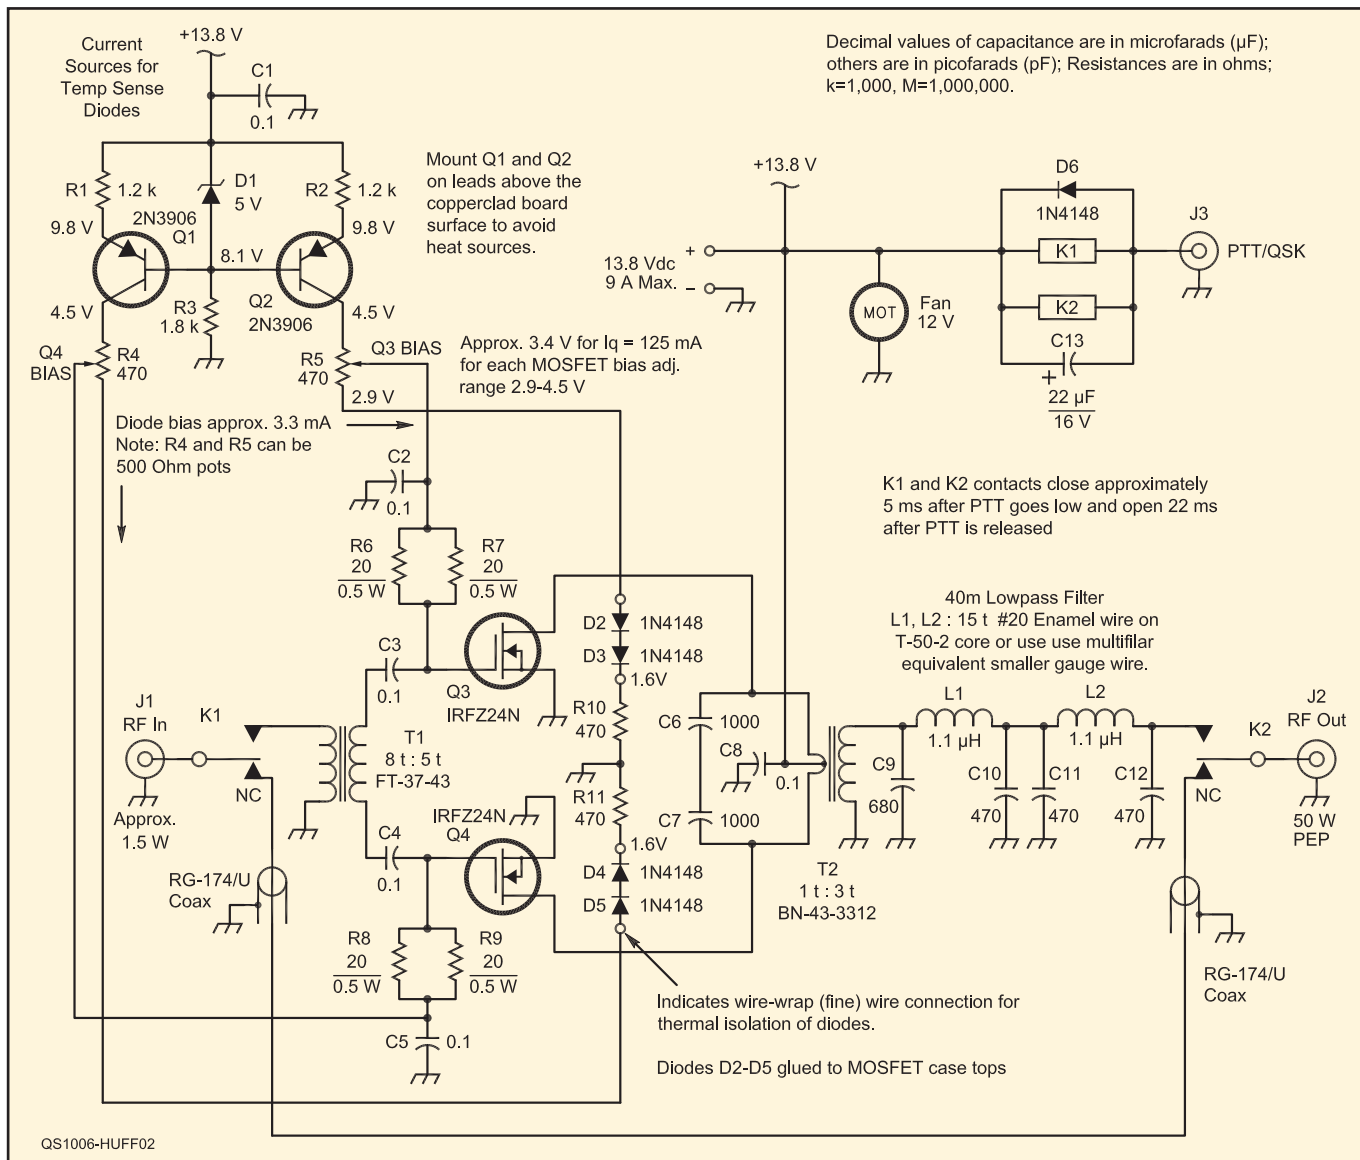 Current
Sources for
Temp Sense
Diodes
+13.8 V
C1
0.1
Decimal values of capacitance are in microfarads (µF);
others are in picofarads (pF); Resistances are in ohms;
k=1,000, M=1,000,000.
R1
1.2 k
D1
5 V
R2
1.2 k
9.8 V
2N3906
Q1
9.8 V
8.1 V
4.5 V
R3
1.8 k
Q2
2N3906
4.5 V
Mount Q1 and Q2
on leads above the
copperclad board
surface to avoid
heat sources.
Q4
BIAS
R4
470
R5
470
Q3 BIAS
2.9 V
Approx. 3.4 V for Iq = 125 mA
for each MOSFET bias adj.
range 2.9-4.5 V
Diode bias approx. 3.3 mA
Note: R4 and R5 can be
500 Ohm pots
+13.8 V
+
13.8 Vdc
9 A Max.
–
MOT
Fan
12 V
D6
1N4148
K1
K2
C13
+
22 µF
16 V
J3
PTT/QSK
K1 and K2 contacts close approximately
5 ms after PTT goes low and open 22 ms
after PTT is released
C2
0.1
R6
20
0.5 W
R7
20
0.5 W
C3
0.1
Q3
IRFZ24N
D2
1N4148
D3
1N4148
1.6V
R10
470
R11
470
1.6V
D4
1N4148
D5
1N4148
J1
RF In
K1
NC
Approx.
1.5 W
T1
8 t : 5 t
FT-37-43
IRFZ24N
Q4
C4
0.1
RG-174/U
Coax
R8
20
0.5 W
R9
20
0.5 W
C5
0.1
C6
1000
C8
0.1
C7
1000
T2
1 t : 3 t
BN-43-3312
40m Lowpass Filter
L1, L2 : 15 t #20 Enamel wire on
T-50-2 core or use use multifilar
equivalent smaller gauge wire.
L1
1.1 µH
L2
1.1 µH
C9
680
C10
470
C11
470
C12
470
NC
K2
J2
RF Out
50 W
PEP
RG-174/U
Coax
Indicates wire-wrap (fine) wire connection for
thermal isolation of diodes.
Diodes D2-D5 glued to MOSFET case tops
QS1006-HUFF02